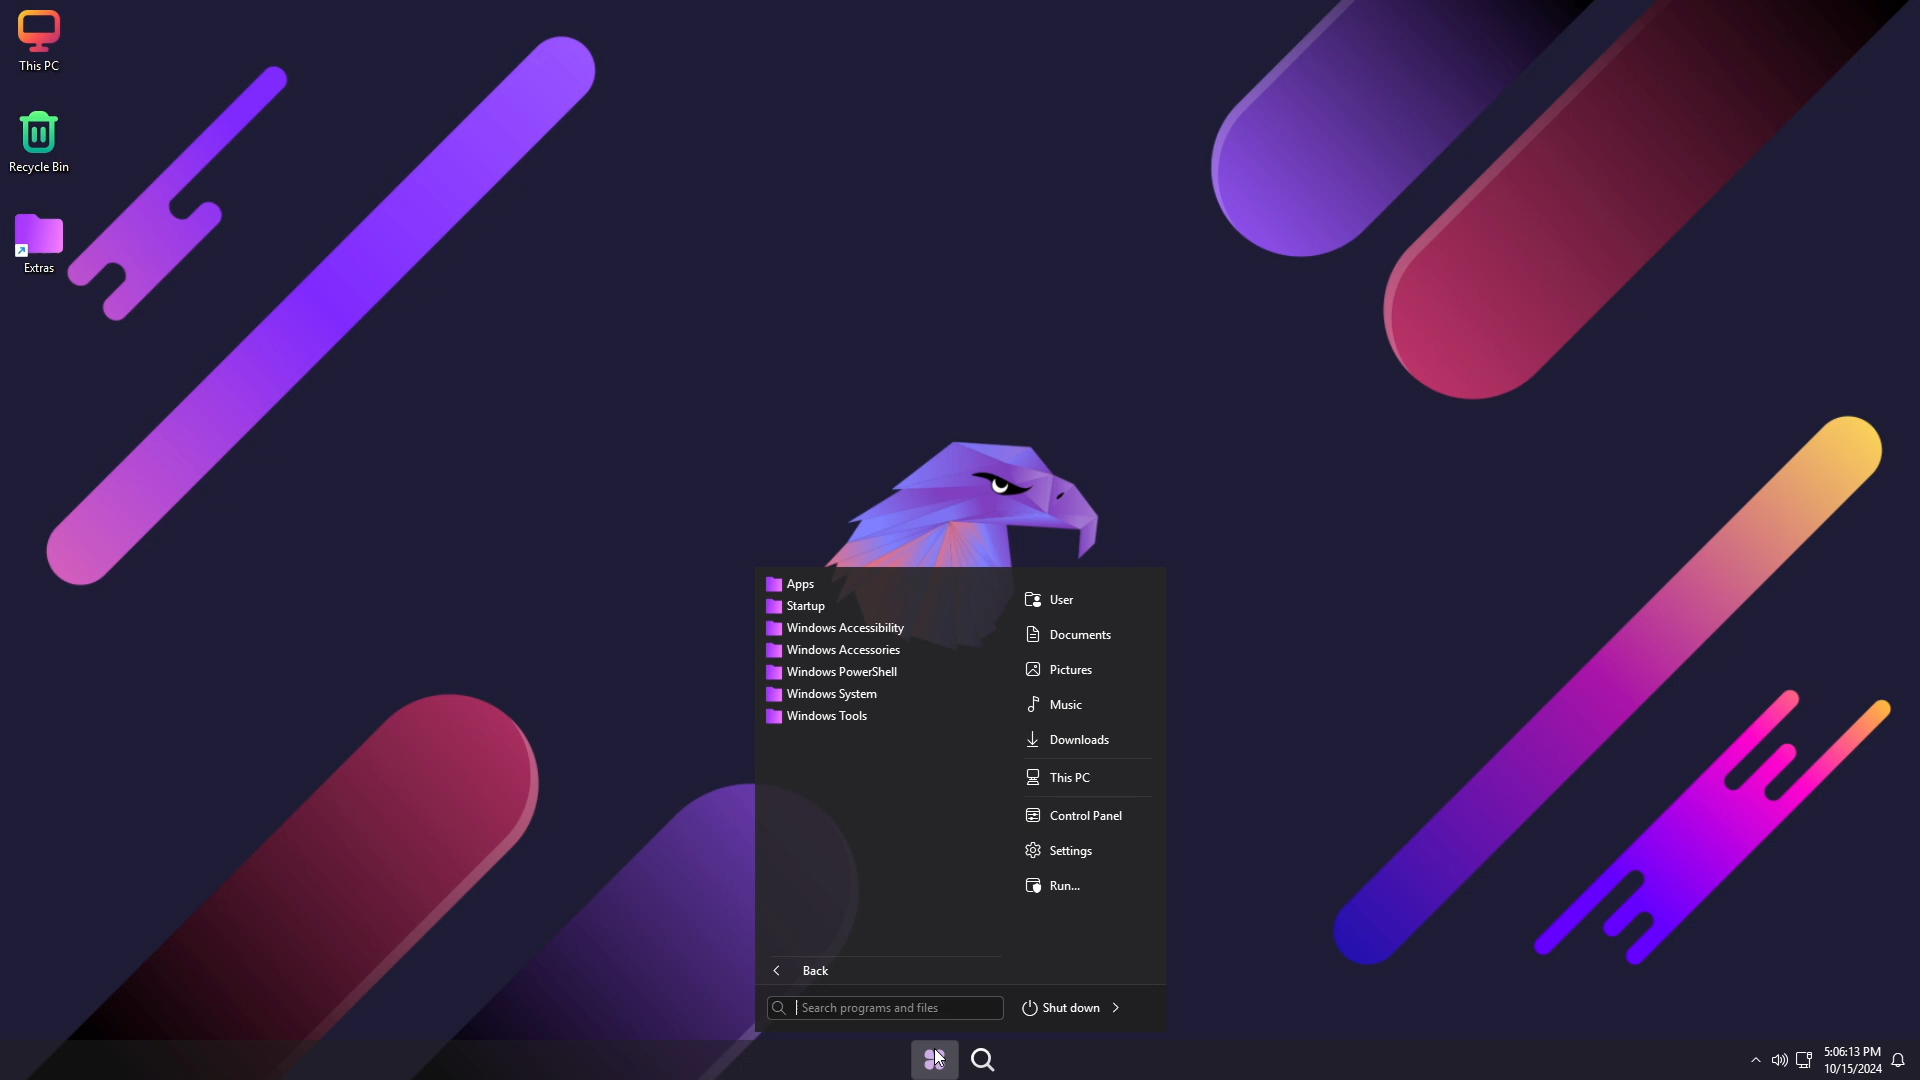 This PC
Recycle Bin
Extras
Apps
Startup
Windows Accessibility
Windows Accessories
Windows PowerShell
Windows System
Windows Tools
Back
Search programs and files
User
Documents
Pictures
Music
Downloads
This PC
Control Panel
Settings
Run...
Shut down
5:06:13 PM
10/15/2024